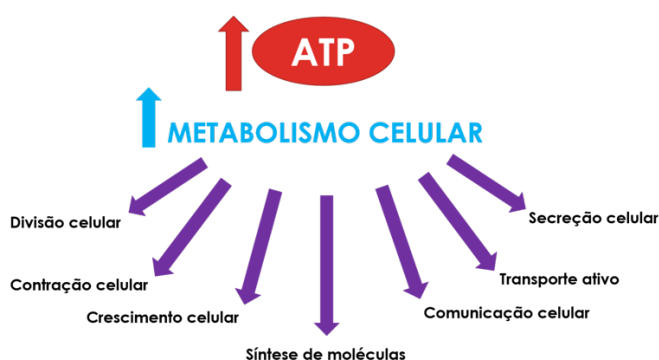 ATP
METABOLISMO CELULAR
Divisão celular
Secreção celular
Contração celular
Transporte ativo
Crescimento celular
Comunicação celular
Síntese de moléculas